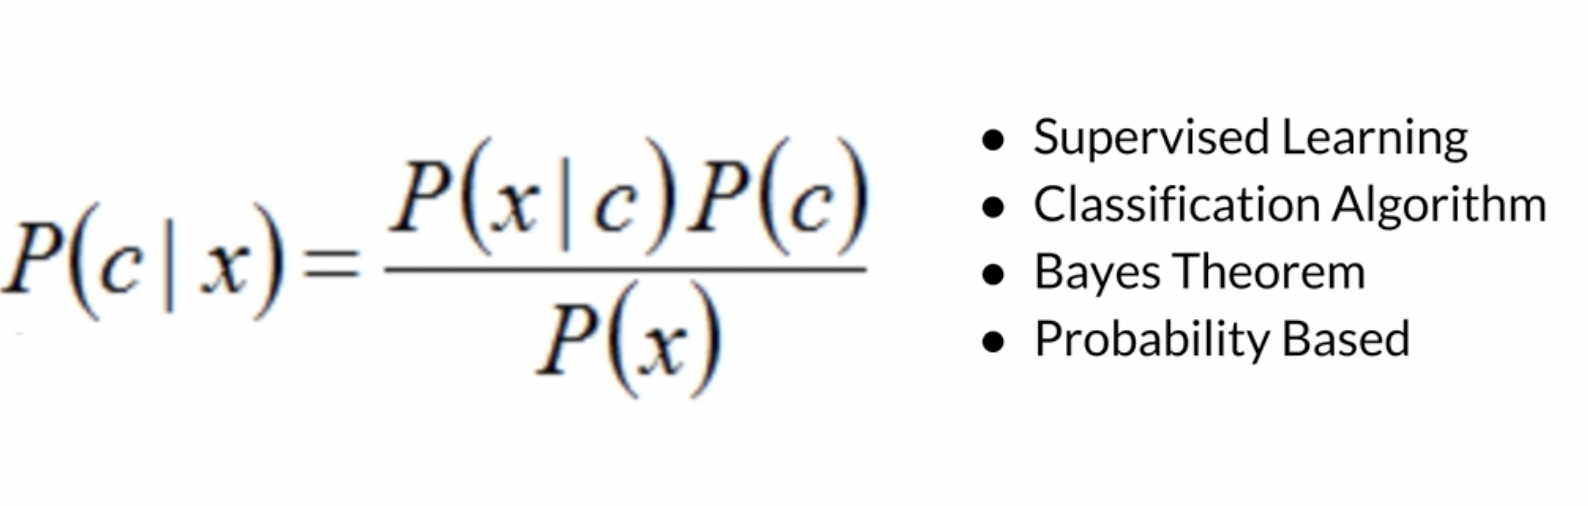 P(c | x) = P(x | c)P(c) / P(x)
● Supervised Learning
● Classification Algorithm
● Bayes Theorem
● Probability Based